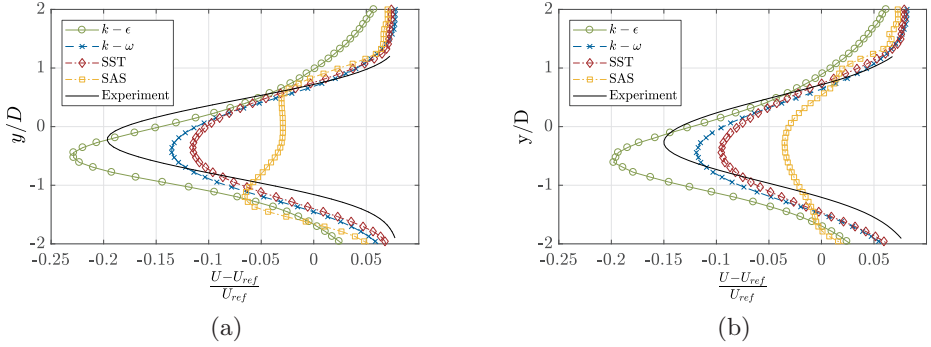 2
1
0
-1
-2
y/D
k − ϵ
k − ω
SST
SAS
Experiment
-0.25 -0.2 -0.15 -0.1 -0.05 0 0.05
U−U_ref
U_ref
(a)
2
1
0
-1
-2
y/D
k − ϵ
k − ω
SST
SAS
Experiment
-0.25 -0.2 -0.15 -0.1 -0.05 0 0.05
U−U_ref
U_ref
(b)